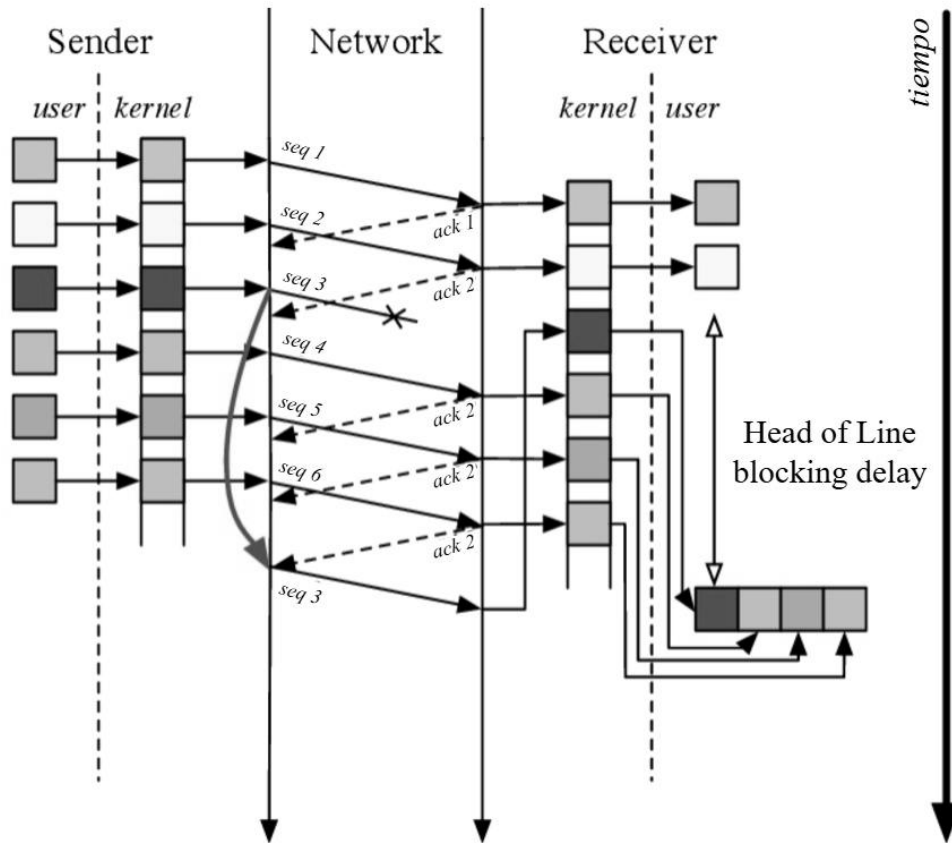 Sender
Network
Receiver
tiempo
user
kernel
kernel
user
seq 1
ack 1
seq 2
ack 2
seq 3
seq 4
ack 2
seq 5
ack 2
seq 6
ack 2
seq 3
Head of Line
blocking delay